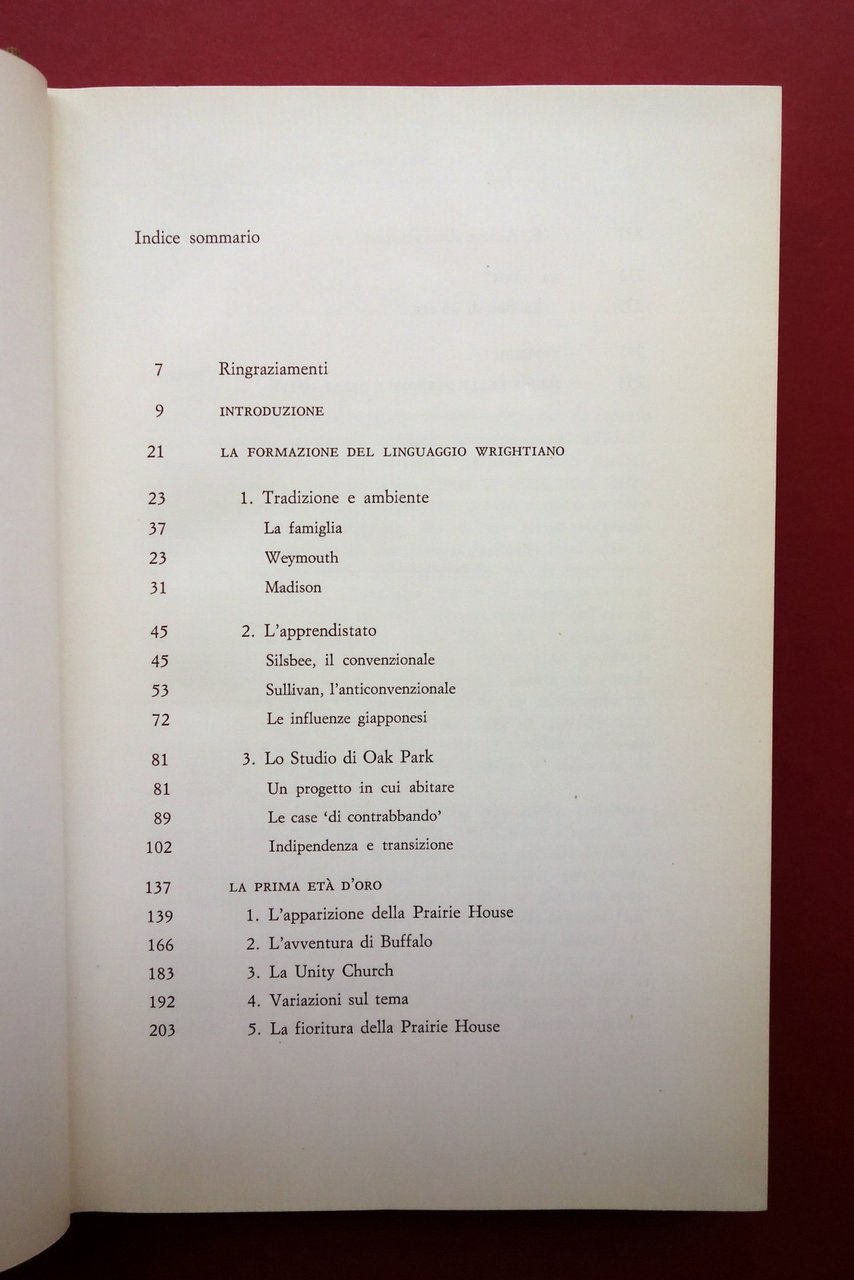 Indice sommario
7 Ringraziamenti
9 INTRODUZIONE
21 LA FORMAZIONE DEL LINGUAGGIO WRIGHTIANO
23 1. Tradizione e ambiente
37 La famiglia
23 Weymouth
31 Madison
45 2. L'apprendistato
45 Silsbee, il convenzionale
53 Sullivan, l'anticonvenzionale
72 Le influenze giapponesi
81 3. Lo Studio di Oak Park
81 Un progetto in cui abitare
89 Le case ‘di contrabbando’
102 Indipendenza e transizione
137 LA PRIMA ETÀ D'ORO
139 1. L'apparizione della Prairie House
166 2. L'avventura di Buffalo
183 3. La Unity Church
192 4. Variazioni sul tema
203 5. La fioritura della Prairie House